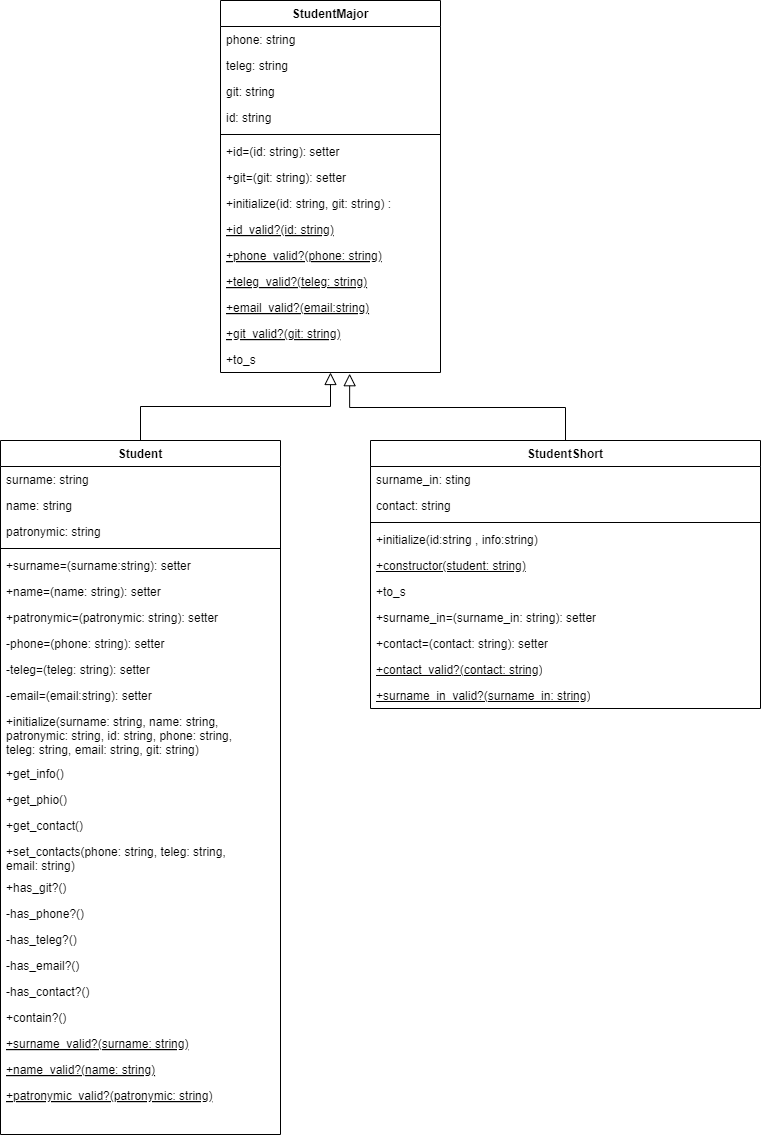 StudentMajor
phone: string
teleg: string
git: string
id: string
+id=(id: string): setter
+git=(git: string): setter
+initialize(id: string, git: string) :
+id_valid?(id: string)
+phone_valid?(phone: string)
+teleg_valid?(teleg: string)
+email_valid?(email:string)
+git_valid?(git: string)
+to_s
Student
surname: string
name: string
patronymic: string
+surname=(surname:string): setter
+name=(name: string): setter
+patronymic=(patronymic: string): setter
-phone=(phone: string): setter
-teleg=(teleg: string): setter
-email=(email:string): setter
+initialize(surname: string, name: string,
patronymic: string, id: string, phone: string,
teleg: string, email: string, git: string)
+get_info()
+get_phio()
+get_contact()
+set_contacts(phone: string, teleg: string,
email: string)
+has_git?()
-has_phone?()
-has_teleg?()
-has_email?()
-has_contact?()
+contain?()
+surname_valid?(surname: string)
+name_valid?(name: string)
+patronymic_valid?(patronymic: string)
StudentShort
surname_in: sting
contact: string
+initialize(id:string , info:string)
+constructor(student: string)
+to_s
+surname_in=(surname_in: string): setter
+contact=(contact: string): setter
+contact_valid?(contact: string)
+surname_in_valid?(surname_in: string)